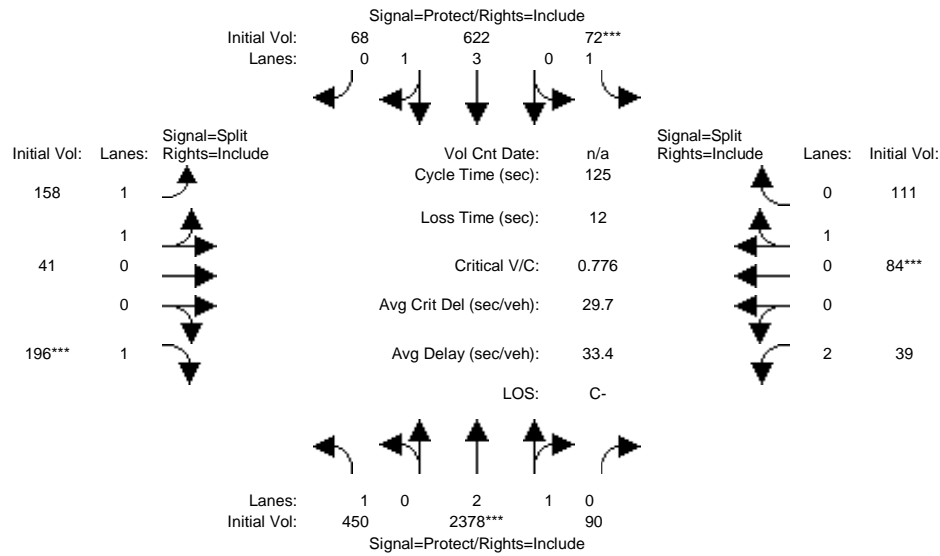 Signal=Protect/Rights=Include
Initial Vol: 68 622 72***
Lanes: 0 1 3 0 1
Signal=Split
Initial Vol: Lanes: Rights=Include
Vol Cnt Date: n/a
Signal=Split
Rights=Include Lanes: Initial Vol:
Cycle Time (sec): 125
158 1
0 111
Loss Time (sec): 12
1
1
41 0
Critical V/C: 0.776
0 84***
0
Avg Crit Del (sec/veh): 29.7
0
196*** 1
Avg Delay (sec/veh): 33.4
2 39
LOS: C-
Lanes: 1 0 2 1 0
Initial Vol: 450 2378*** 90
Signal=Protect/Rights=Include